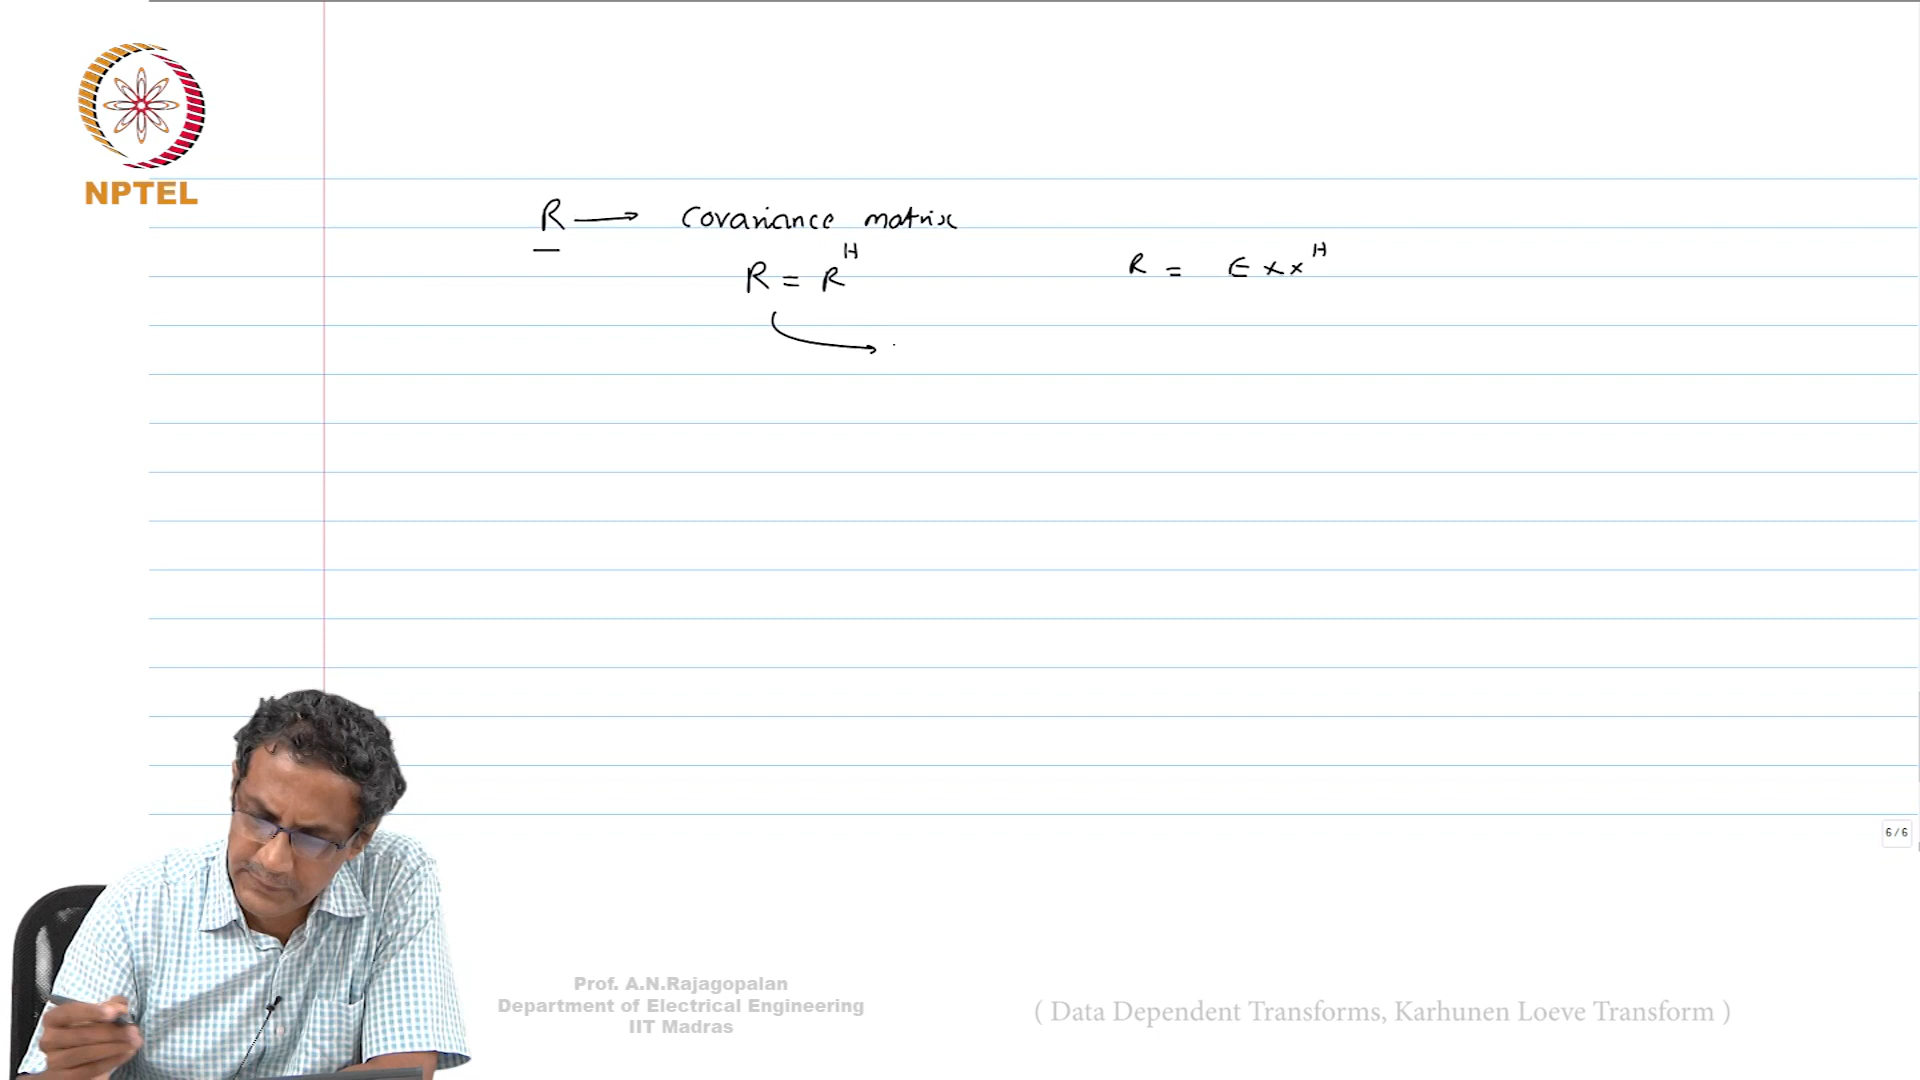 NPTEL
R → Covariance matrix
R = R^H
R = E x x^H
6/6
Prof. A.N.Rajagopalan
Department of Electrical Engineering
IIT Madras
( Data Dependent Transforms, Karhunen Loeve Transform )